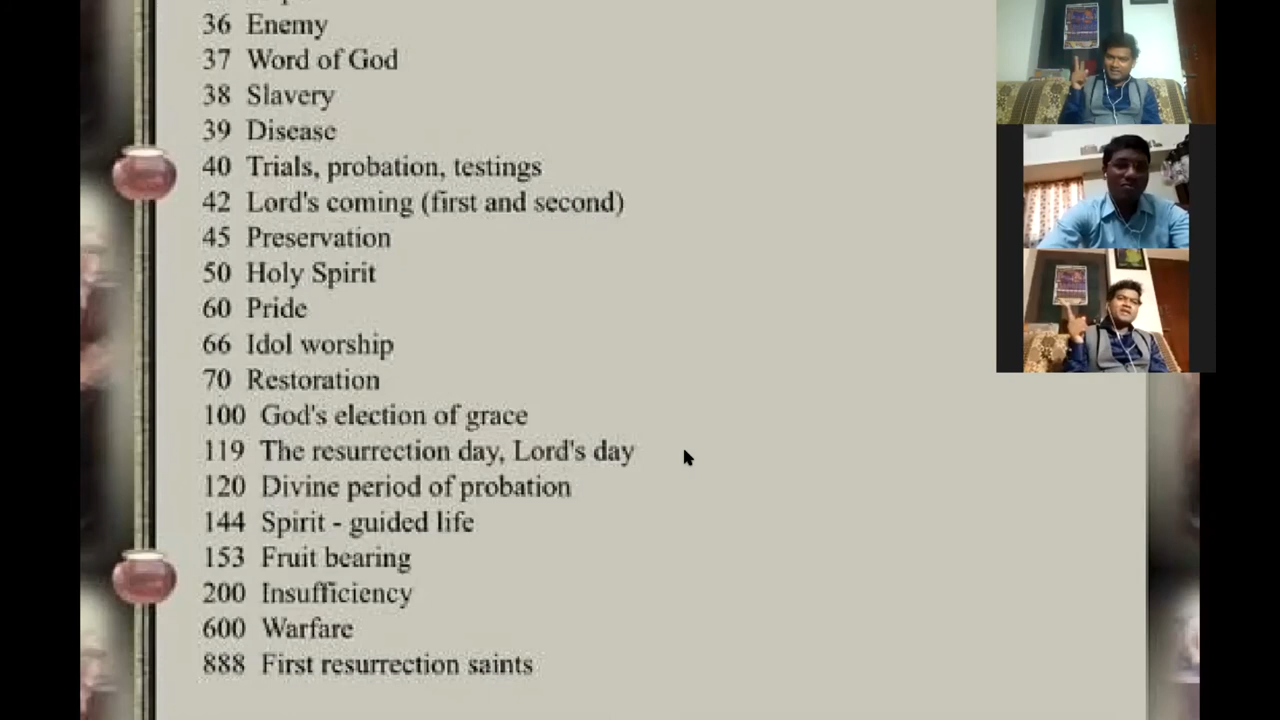 36 Enemy
37 Word of God
38 Slavery
39 Disease
40 Trials, probation, testings
42 Lord's coming (first and second)
45 Preservation
50 Holy Spirit
60 Pride
66 Idol worship
70 Restoration
100 God's election of grace
119 The resurrection day, Lord's day
120 Divine period of probation
144 Spirit - guided life
153 Fruit bearing
200 Insufficiency
600 Warfare
888 First resurrection saints